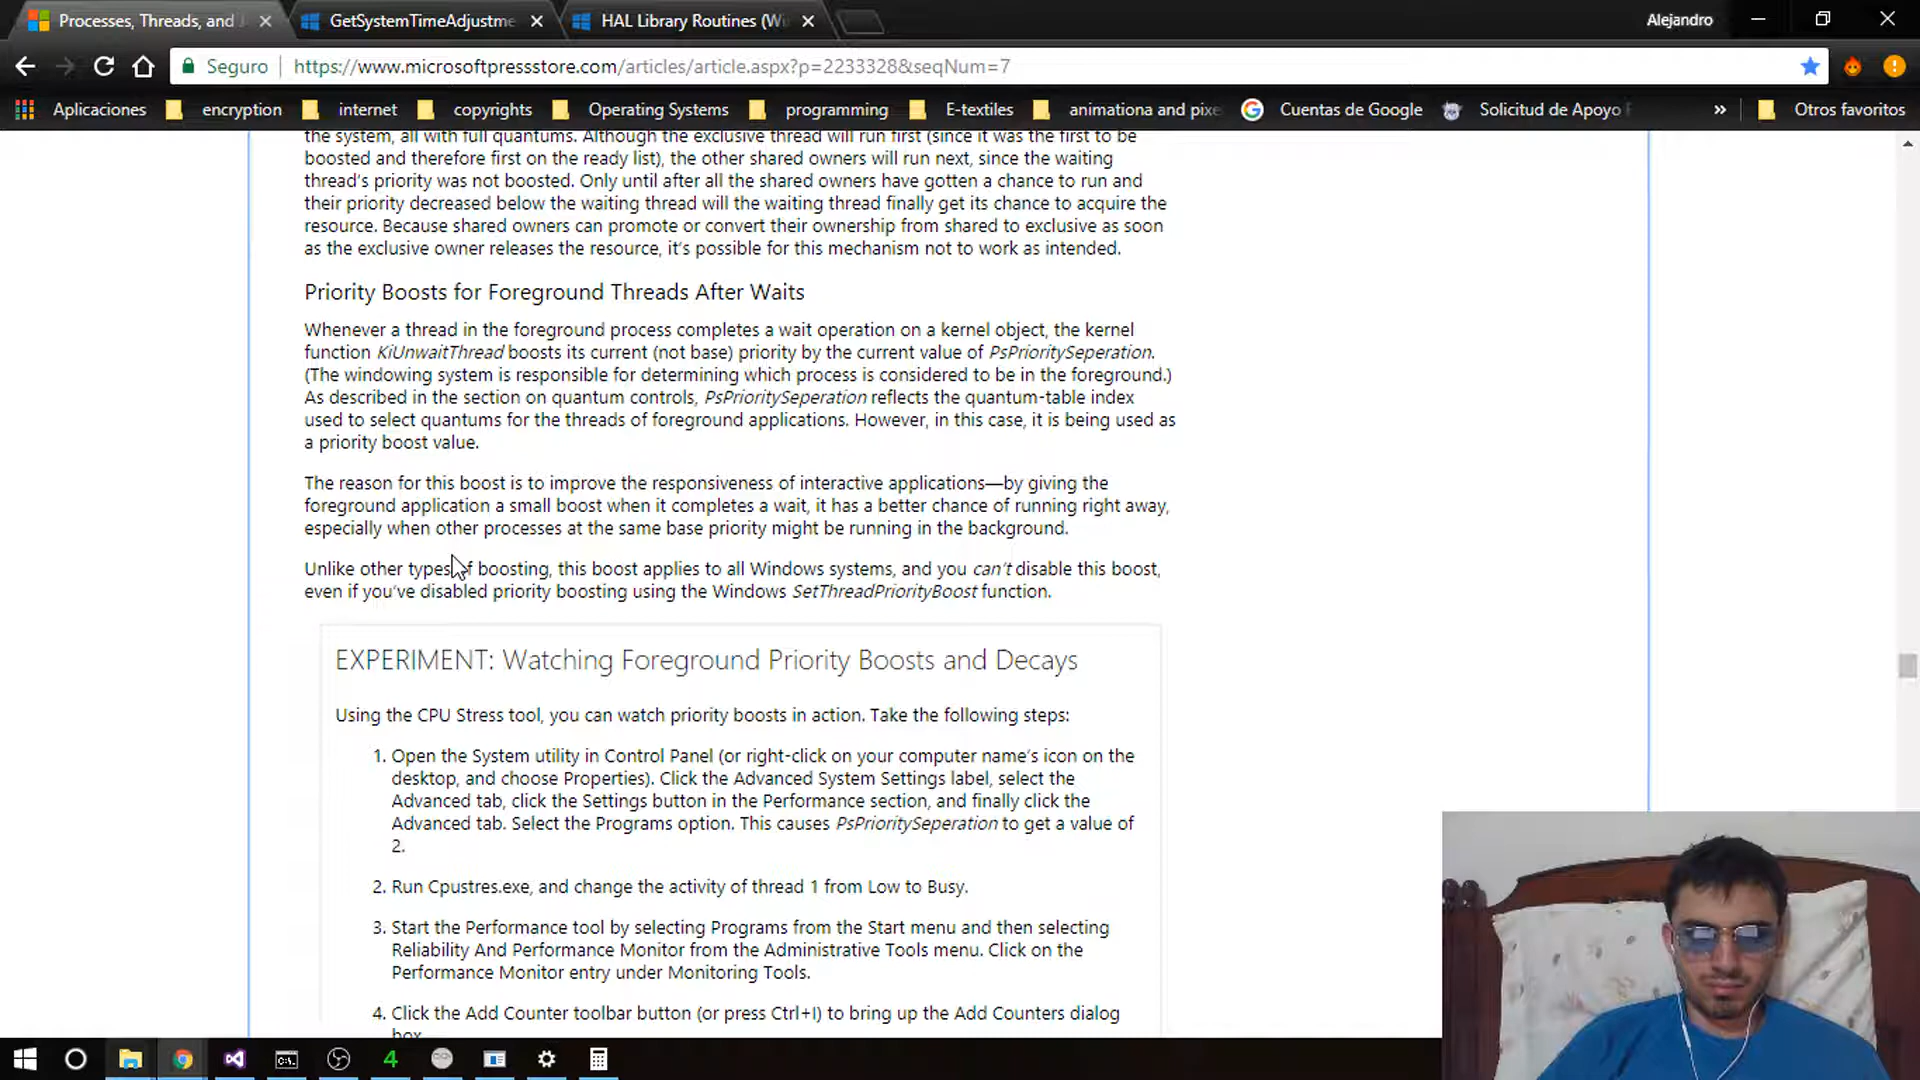 Processes, Threads, and J
GetSystemTimeAdjustme
HAL Library Routines (Wi
Alejandro
Seguro
https://www.microsoftpressstore.com/articles/article.aspx?p=2233328&seqNum=7
Aplicaciones
encryption
internet
copyrights
Operating Systems
programming
E-textiles
animationa and pixe
Cuentas de Google
Solicitud de Apoyo
»
Otros favoritos
the system, all with full quantums. Although the exclusive thread will run first (since it was the first to be
boosted and therefore first on the ready list), the other shared owners will run next, since the waiting
thread's priority was not boosted. Only until after all the shared owners have gotten a chance to run and
their priority decreased below the waiting thread will the waiting thread finally get its chance to acquire the
resource. Because shared owners can promote or convert their ownership from shared to exclusive as soon
as the exclusive owner releases the resource, it's possible for this mechanism not to work as intended.
Priority Boosts for Foreground Threads After Waits
Whenever a thread in the foreground process completes a wait operation on a kernel object, the kernel
function KiUnwaitThread boosts its current (not base) priority by the current value of PsPrioritySeperation.
(The windowing system is responsible for determining which process is considered to be in the foreground.)
As described in the section on quantum controls, PsPrioritySeperation reflects the quantum-table index
used to select quantums for the threads of foreground applications. However, in this case, it is being used as
a priority boost value.
The reason for this boost is to improve the responsiveness of interactive applications—by giving the
foreground application a small boost when it completes a wait, it has a better chance of running right away,
especially when other processes at the same base priority might be running in the background.
Unlike other types of boosting, this boost applies to all Windows systems, and you can't disable this boost,
even if you've disabled priority boosting using the Windows SetThreadPriorityBoost function.
EXPERIMENT: Watching Foreground Priority Boosts and Decays
Using the CPU Stress tool, you can watch priority boosts in action. Take the following steps:
1. Open the System utility in Control Panel (or right-click on your computer name's icon on the
desktop, and choose Properties). Click the Advanced System Settings label, select the
Advanced tab, click the Settings button in the Performance section, and finally click the
Advanced tab. Select the Programs option. This causes PsPrioritySeperation to get a value of
2.
2. Run Cpustres.exe, and change the activity of thread 1 from Low to Busy.
3. Start the Performance tool by selecting Programs from the Start menu and then selecting
Reliability And Performance Monitor from the Administrative Tools menu. Click on the
Performance Monitor entry under Monitoring Tools.
4. Click the Add Counter toolbar button (or press Ctrl+I) to bring up the Add Counters dialog
box.
4